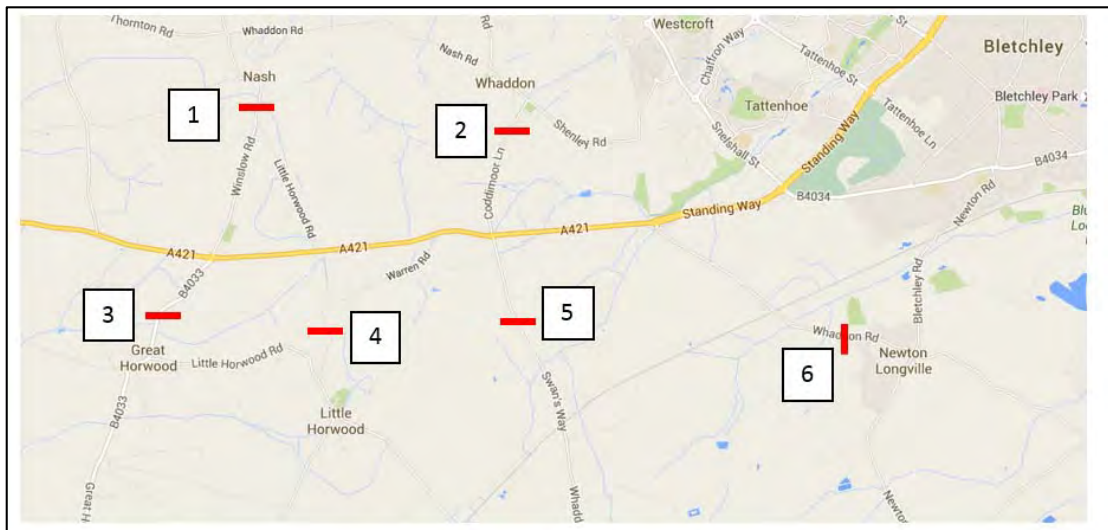 Thornton Rd
Whaddon Rd
Nash
Nash Rd
Whaddon
Westcroft
Chaffron Way
Tattenhoe St
Bletchley
Bletchley Park
Tattenhoe
Tattenhoe Ln
Snelshall St
Standing Way
B4034
B4034
1
2
Shenley Rd
Winslow Rd
Little Horwood Rd
Coddimoor Ln
Standing Way
Newton Rd
A421
A421
A421
Warren Rd
B4033
Bletchley Rd
3
4
5
6
Great
Horwood
Little Horwood Rd
Whaddon Rd
Newton
Longville
Little
Horwood
Swan's Way
B4033
Great H
Whadd